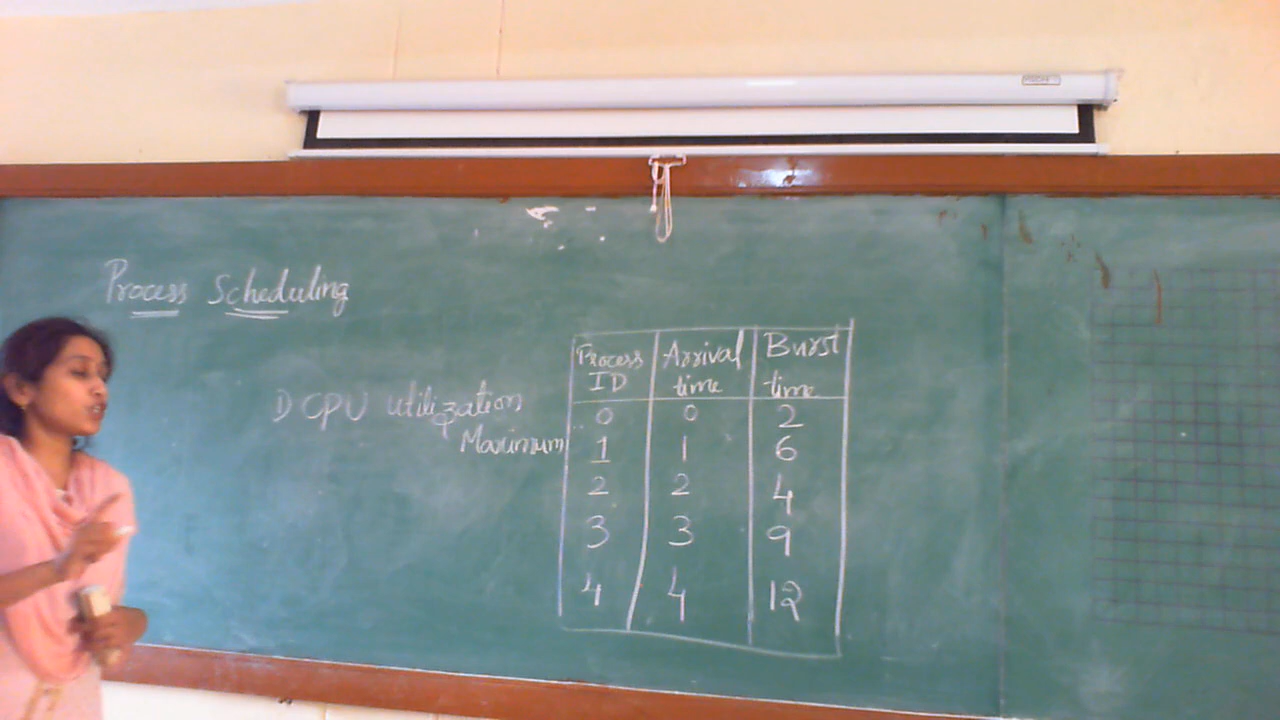 Process Scheduling
1) CPU utilization
Maximum
Process ID Arrival time Burst time
0 0 2
1 1 6
2 2 4
3 3 9
4 4 12